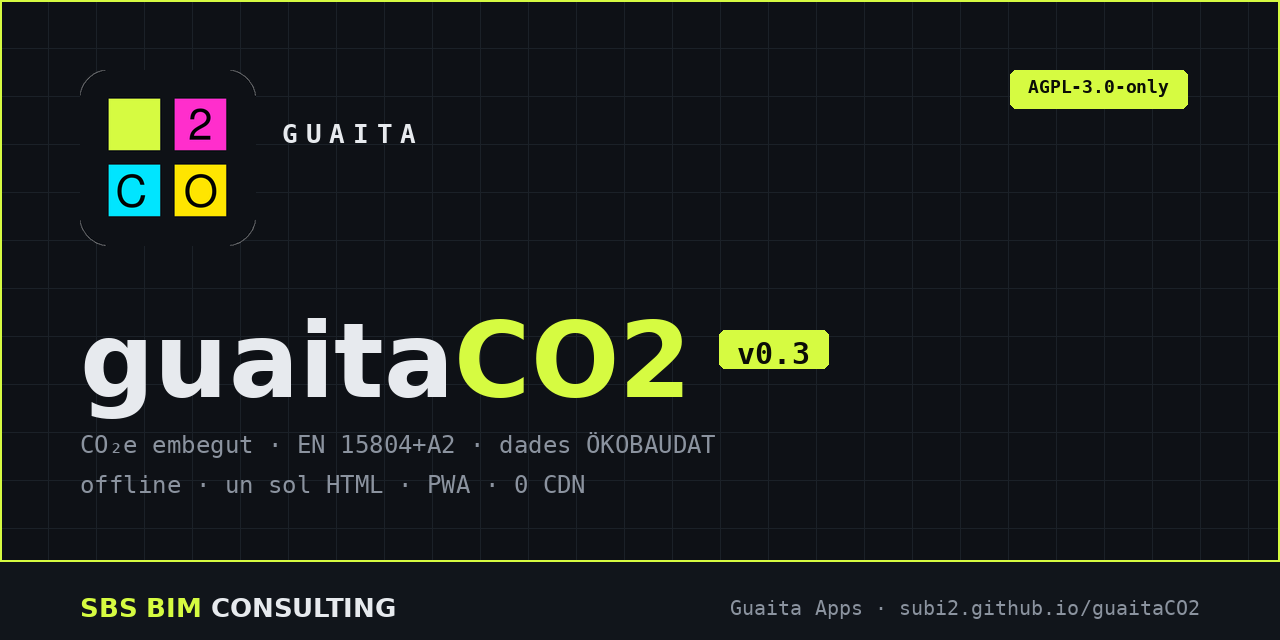 2
C O
GUAITA
AGPL-3.0-only
guaitaCO2 v0.3
CO₂e embegut · EN 15804+A2 · dades ÖKOBAUDAT
offline · un sol HTML · PWA · 0 CDN
SBS BIM CONSULTING
Guaita Apps · subi2.github.io/guaitaCO2